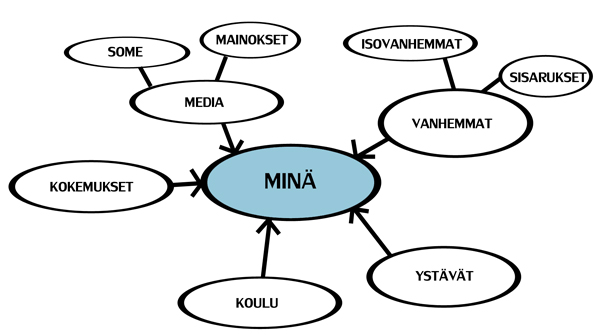 SOME
MAINOKSET
ISOVANHEMMAT
SISARUKSET
MEDIA
VANHEMMAT
KOKEMUKSET
MINÄ
KOULU
YSTÄVÄT